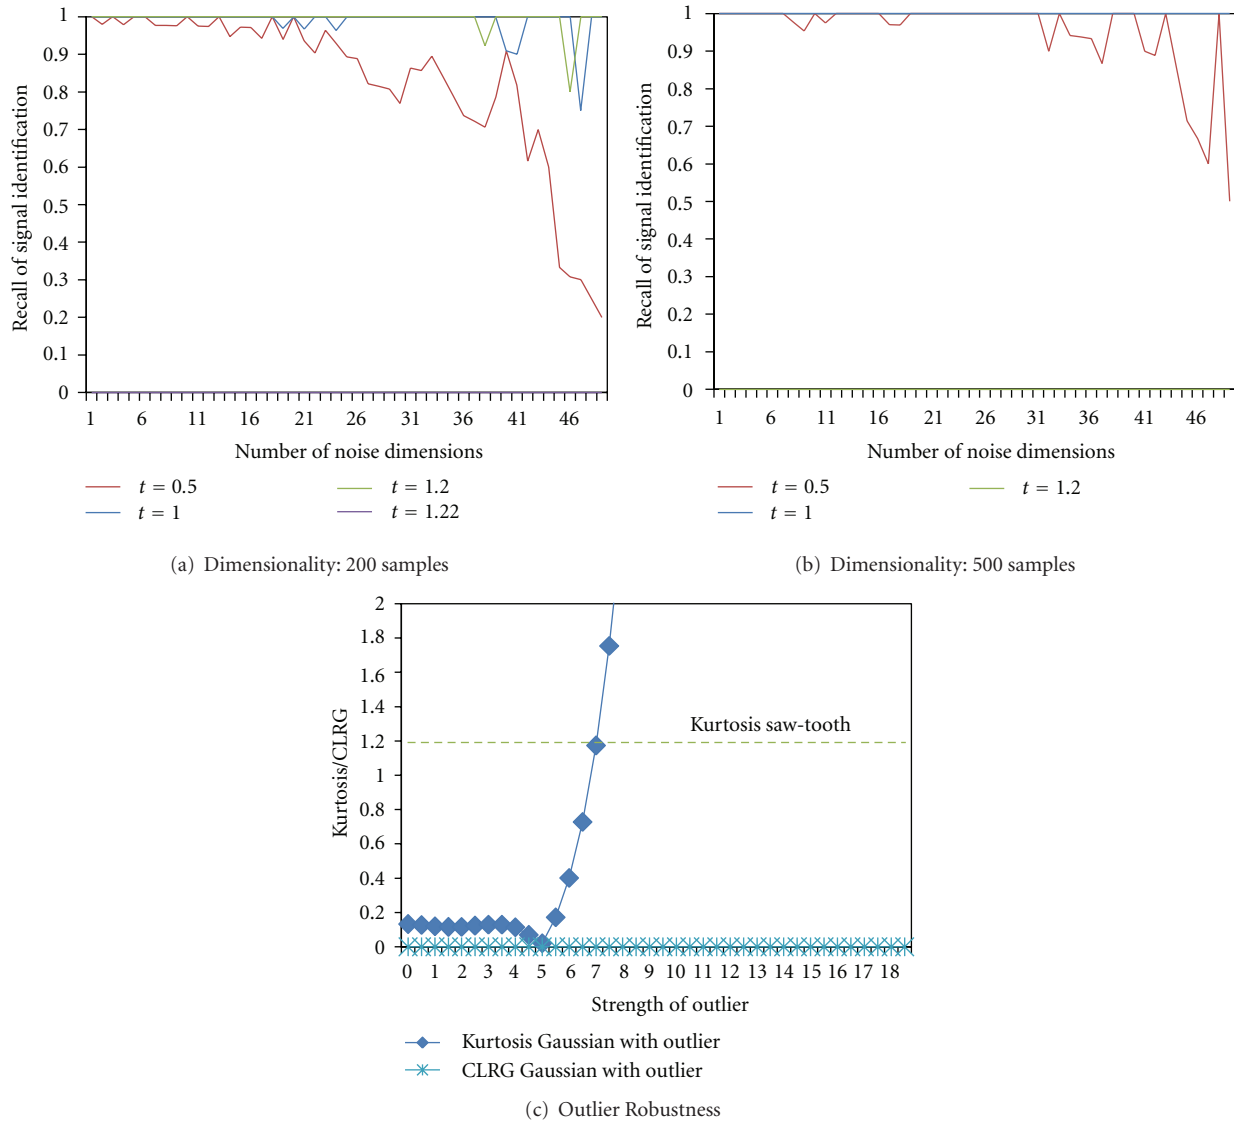 Recall of signal identification
1
0.9
0.8
0.7
0.6
0.5
0.4
0.3
0.2
0.1
0
1 6 11 16 21 26 31 36 41 46
Number of noise dimensions
t = 0.5
t = 1
t = 1.2
t = 1.22
(a) Dimensionality: 200 samples
Recall of signal identification
1
0.9
0.8
0.7
0.6
0.5
0.4
0.3
0.2
0.1
0
1 6 11 16 21 26 31 36 41 46
Number of noise dimensions
t = 0.5
t = 1
t = 1.2
(b) Dimensionality: 500 samples
Kurtosis/CLRG
2
1.8
1.6
1.4
1.2
1
0.8
0.6
0.4
0.2
0
Kurtosis saw-tooth
0 1 2 3 4 5 6 7 8 9 10 11 12 13 14 15 16 17 18
Strength of outlier
Kurtosis Gaussian with outlier
CLRG Gaussian with outlier
(c) Outlier Robustness